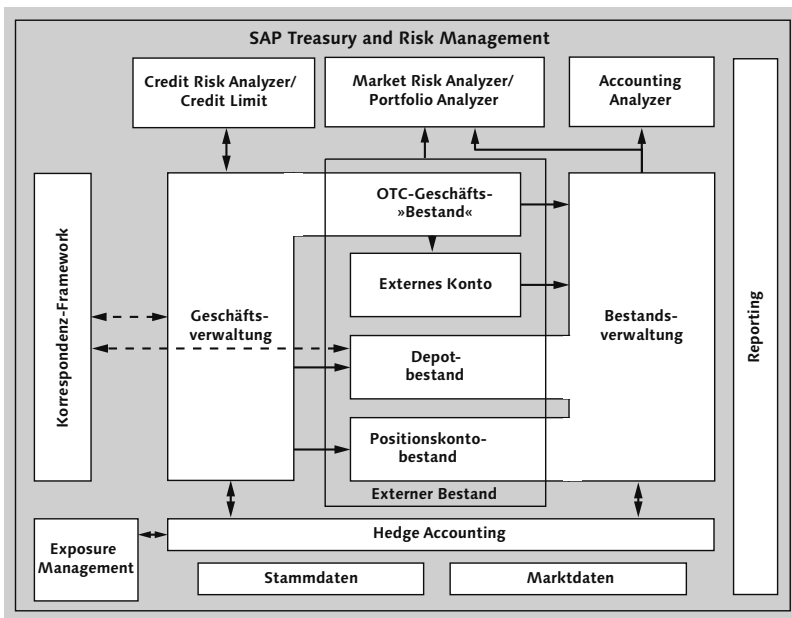 SAP Treasury and Risk Management
Credit Risk Analyzer/
Credit Limit
Market Risk Analyzer/
Portfolio Analyzer
Accounting
Analyzer
Korrespondenz-Framework
Geschäfts-
verwaltung
OTC-Geschäfts-
»Bestand«
Externes Konto
Depot-
bestand
Positionskonto-
bestand
Externer Bestand
Bestands-
verwaltung
Reporting
Hedge Accounting
Exposure
Management
Stammdaten
Marktdaten